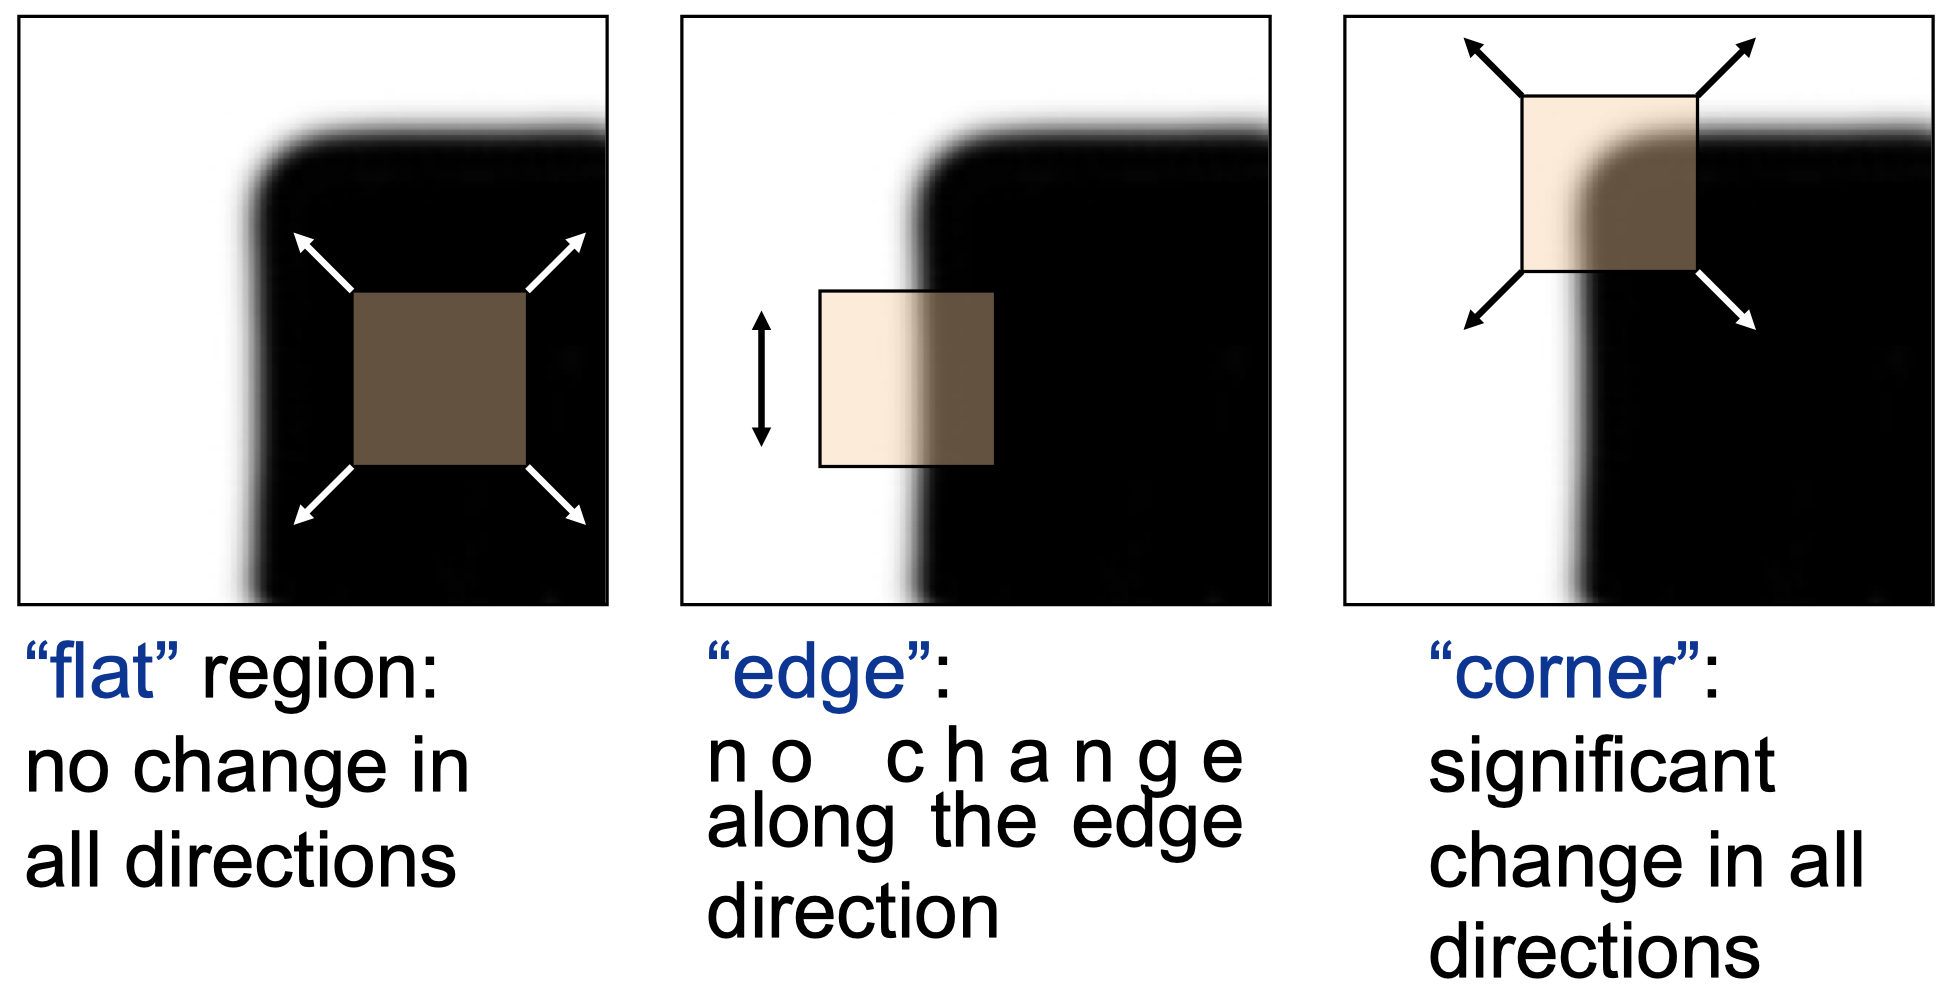 “flat” region:
no change in
all directions
“edge”:
no change
along the edge
direction
“corner”:
significant
change in all
directions